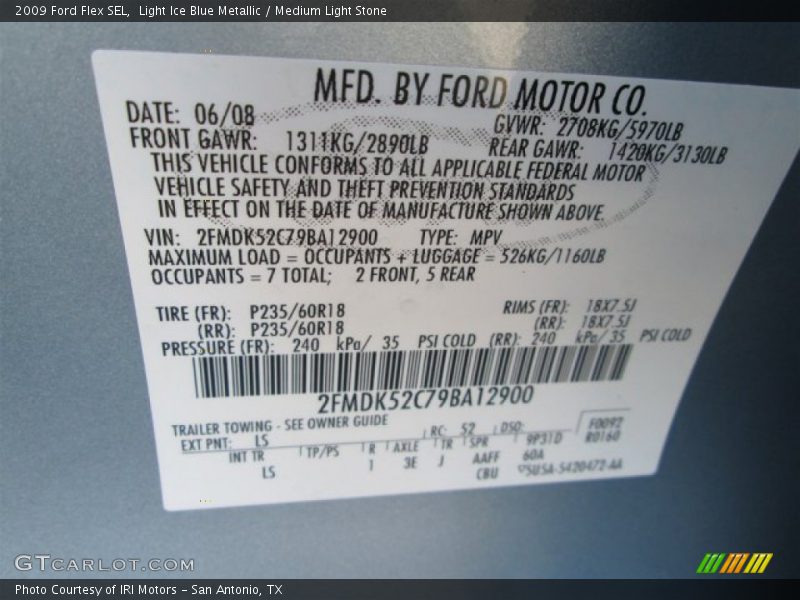 2009 Ford Flex SEL,  Light Ice Blue Metallic / Medium Light Stone
MFD. BY FORD MOTOR CO.
DATE: 06/08 GVWR: 2708KG/5970LB
FRONT GAWR: 1311KG/2890LB REAR GAWR: 1420KG/3130LB
THIS VEHICLE CONFORMS TO ALL APPLICABLE FEDERAL MOTOR
VEHICLE SAFETY AND THEFT PREVENTION STANDARDS
IN EFFECT ON THE DATE OF MANUFACTURE SHOWN ABOVE.
VIN: 2FMDK52C79BA12900 TYPE: MPV
MAXIMUM LOAD = OCCUPANTS + LUGGAGE = 526KG/1160LB
OCCUPANTS = 7 TOTAL; 2 FRONT, 5 REAR
TIRE (FR): P235/60R18 RIMS (FR): 18X7.5J
(RR): P235/60R18 (RR): 18X7.5J
PRESSURE (FR): 240 kPa/ 35 PSI COLD (RR): 240 kPa/ 35 PSI COLD
2FMDK52C79BA12900
TRAILER TOWING - SEE OWNER GUIDE
EXT PNT: LS RC: 52 DSO: F0092
INT TR TP/PS R AXLE TR SPR 9P31D R0160
LS 1 3E J AAFF 60A
CBU 5U5A-5420472-AA
GTCARLOT.COM
Photo Courtesy of IRI Motors – San Antonio, TX